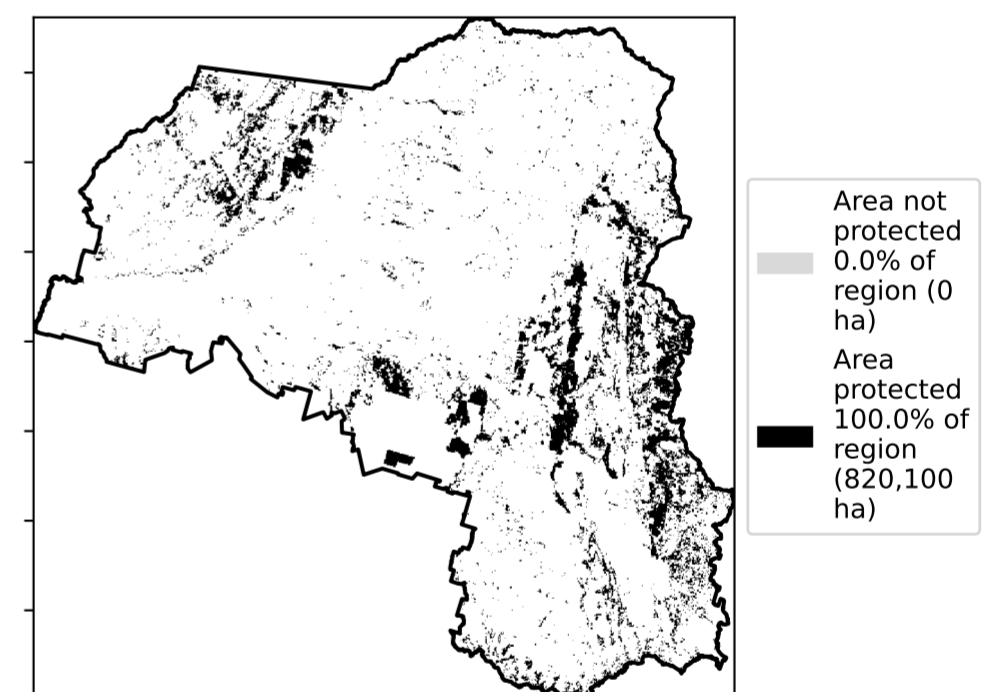 Area not
protected
0.0% of
region (0
ha)
Area
protected
100.0% of
region
(820,100
ha)